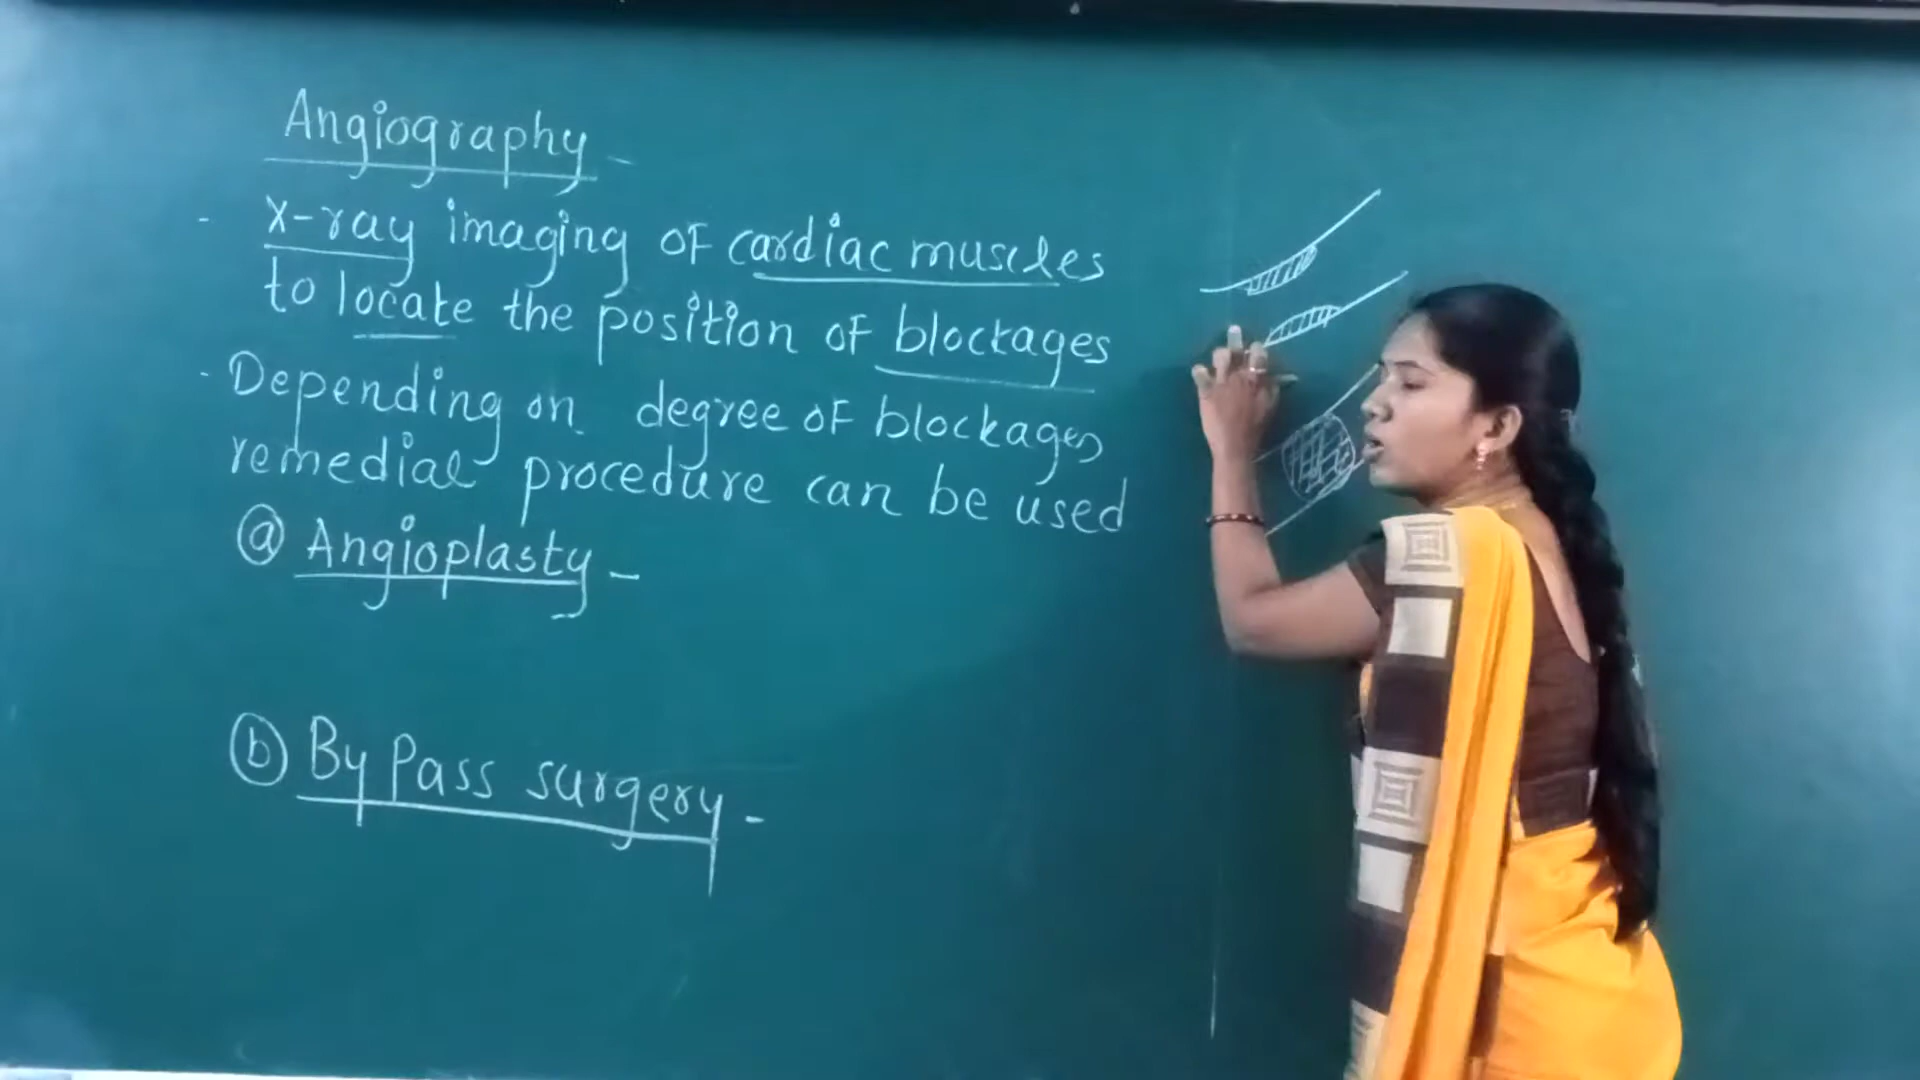 Angiography -
- X-ray imaging of cardiac muscles
to locate the position of blockages
- Depending on degree of blockages
remedial procedure can be used
ⓐ Angioplasty -
ⓑ By Pass surgery -